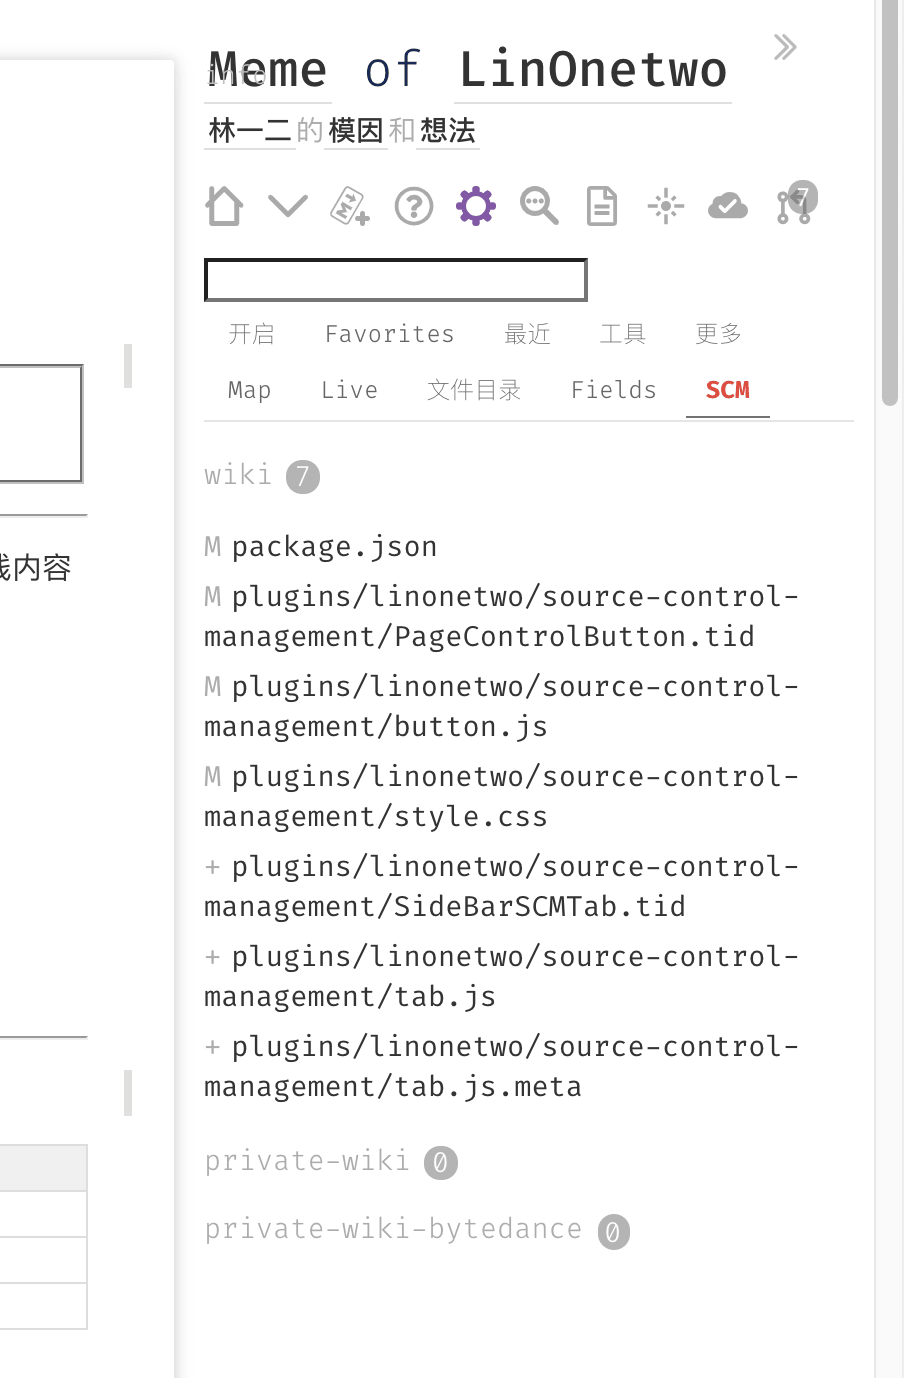 Meme of LinOnetwo
info
林一二的模因和想法
7
开启 Favorites 最近 工具 更多
Map Live 文件目录 Fields SCM
wiki 7
M package.json
内容
M plugins/linonetwo/source-control-
management/PageControlButton.tid
M plugins/linonetwo/source-control-
management/button.js
M plugins/linonetwo/source-control-
management/style.css
+ plugins/linonetwo/source-control-
management/SideBarSCMTab.tid
+ plugins/linonetwo/source-control-
management/tab.js
+ plugins/linonetwo/source-control-
management/tab.js.meta
private-wiki 0
private-wiki-bytedance 0